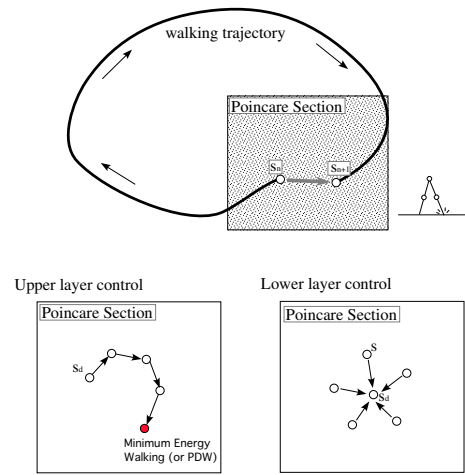 walking trajectory
Poincare Section
Sn
Sn+1
Upper layer control
Lower layer control
Poincare Section
Sd
Minimum Energy
Walking (or PDW)
Poincare Section
S
Sd